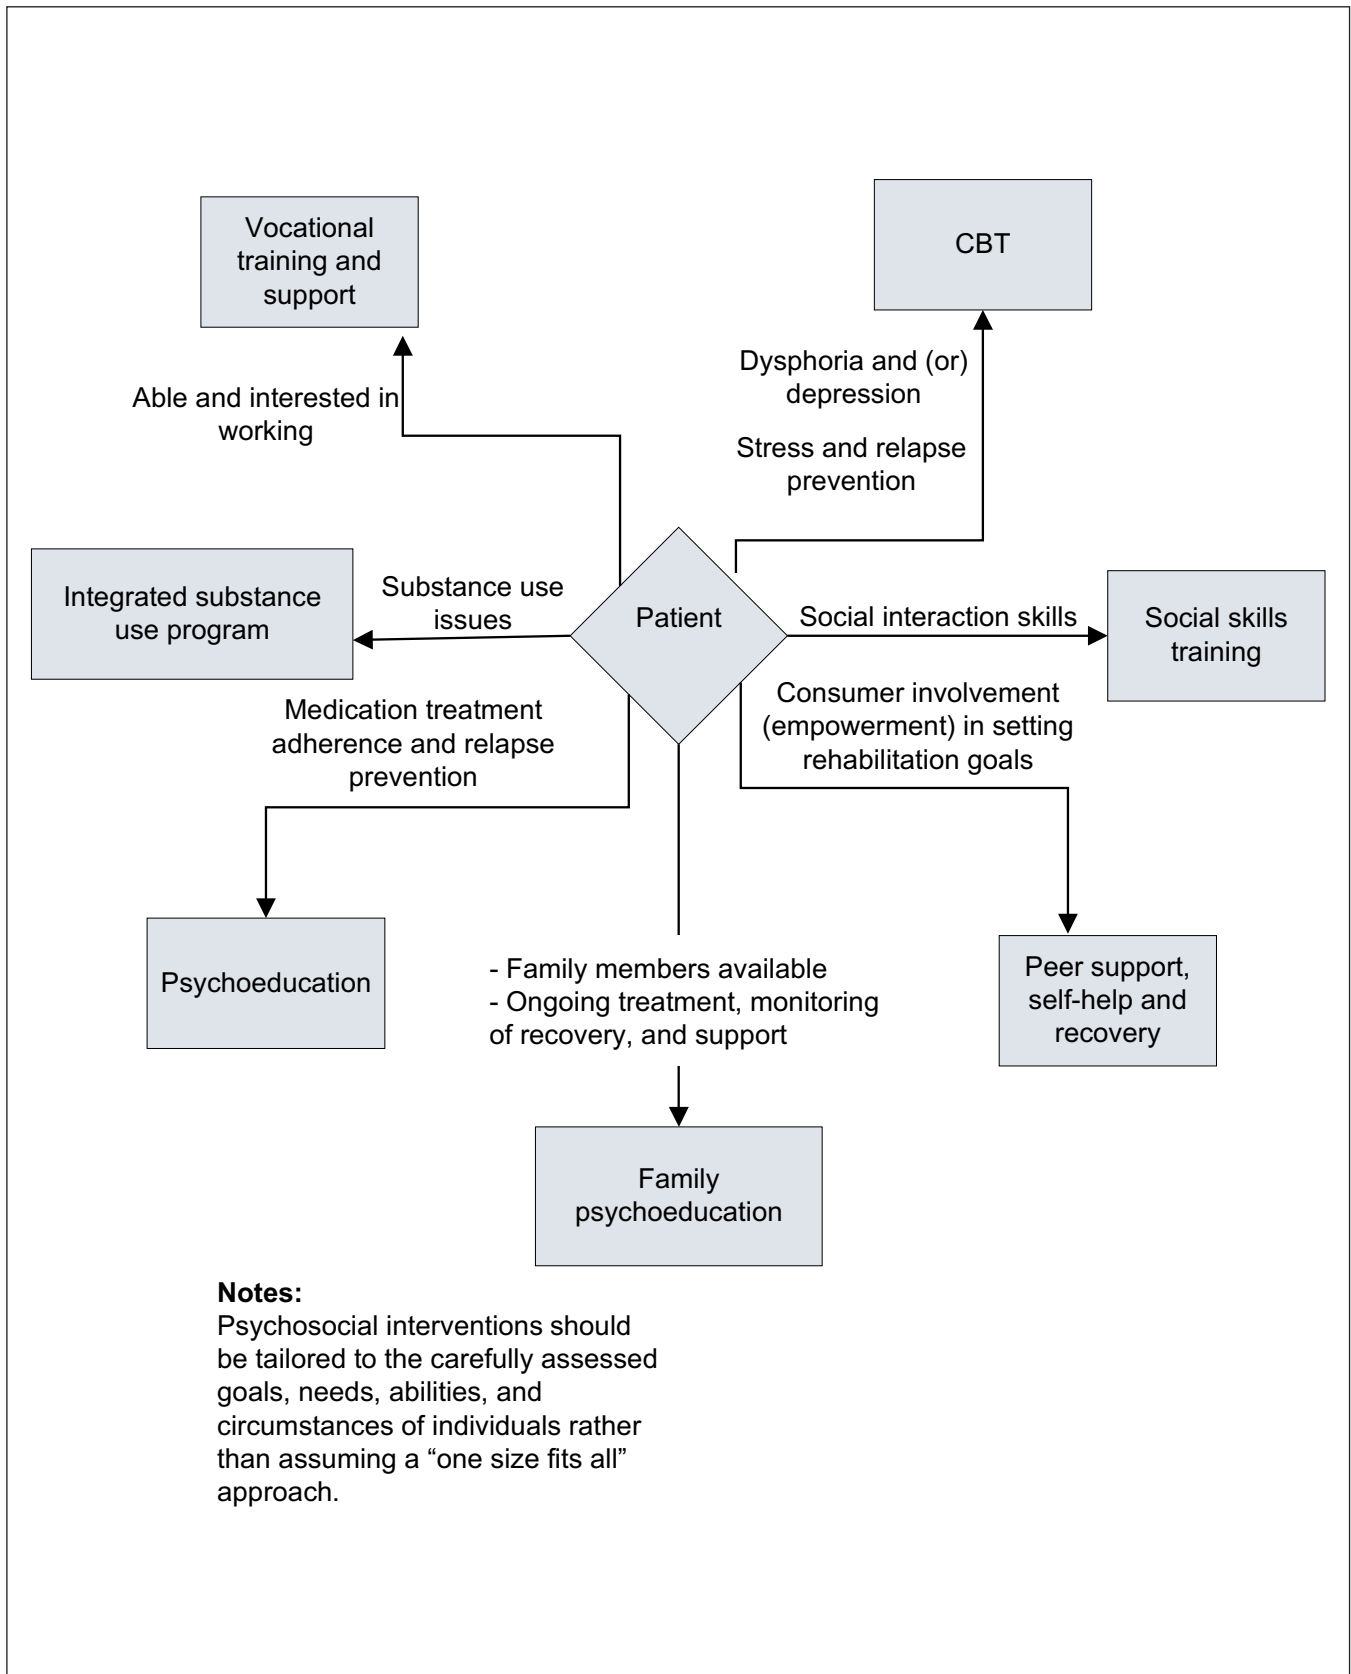 Vocational
training and
support
CBT
Dysphoria and (or)
depression
Able and interested in
working
Stress and relapse
prevention
Integrated substance
use program
Substance use
issues
Patient
Social interaction skills
Social skills
training
Medication treatment
adherence and relapse
prevention
Consumer involvement
(empowerment) in setting
rehabilitation goals
Psychoeducation
- Family members available
- Ongoing treatment, monitoring
of recovery, and support
Peer support,
self-help and
recovery
Family
psychoeducation
Notes:
Psychosocial interventions should
be tailored to the carefully assessed
goals, needs, abilities, and
circumstances of individuals rather
than assuming a “one size fits all”
approach.